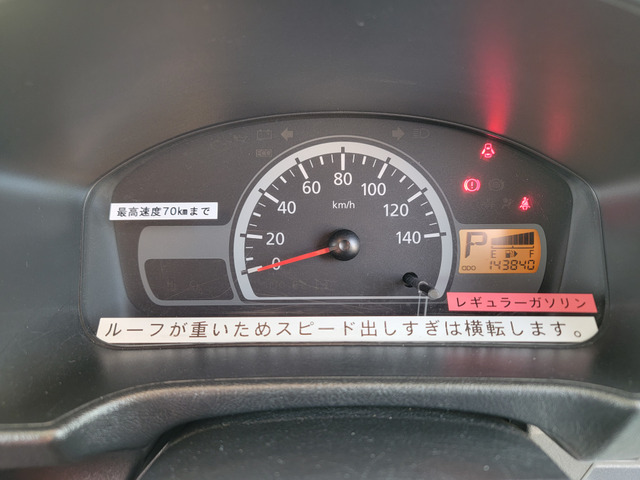 60 80 100
40 120
20 140
0
km/h
最高速度70kmまで
P
E F
ODO 143840
レギュラーガソリン
ルーフが重いためスピード出しすぎは横転します。